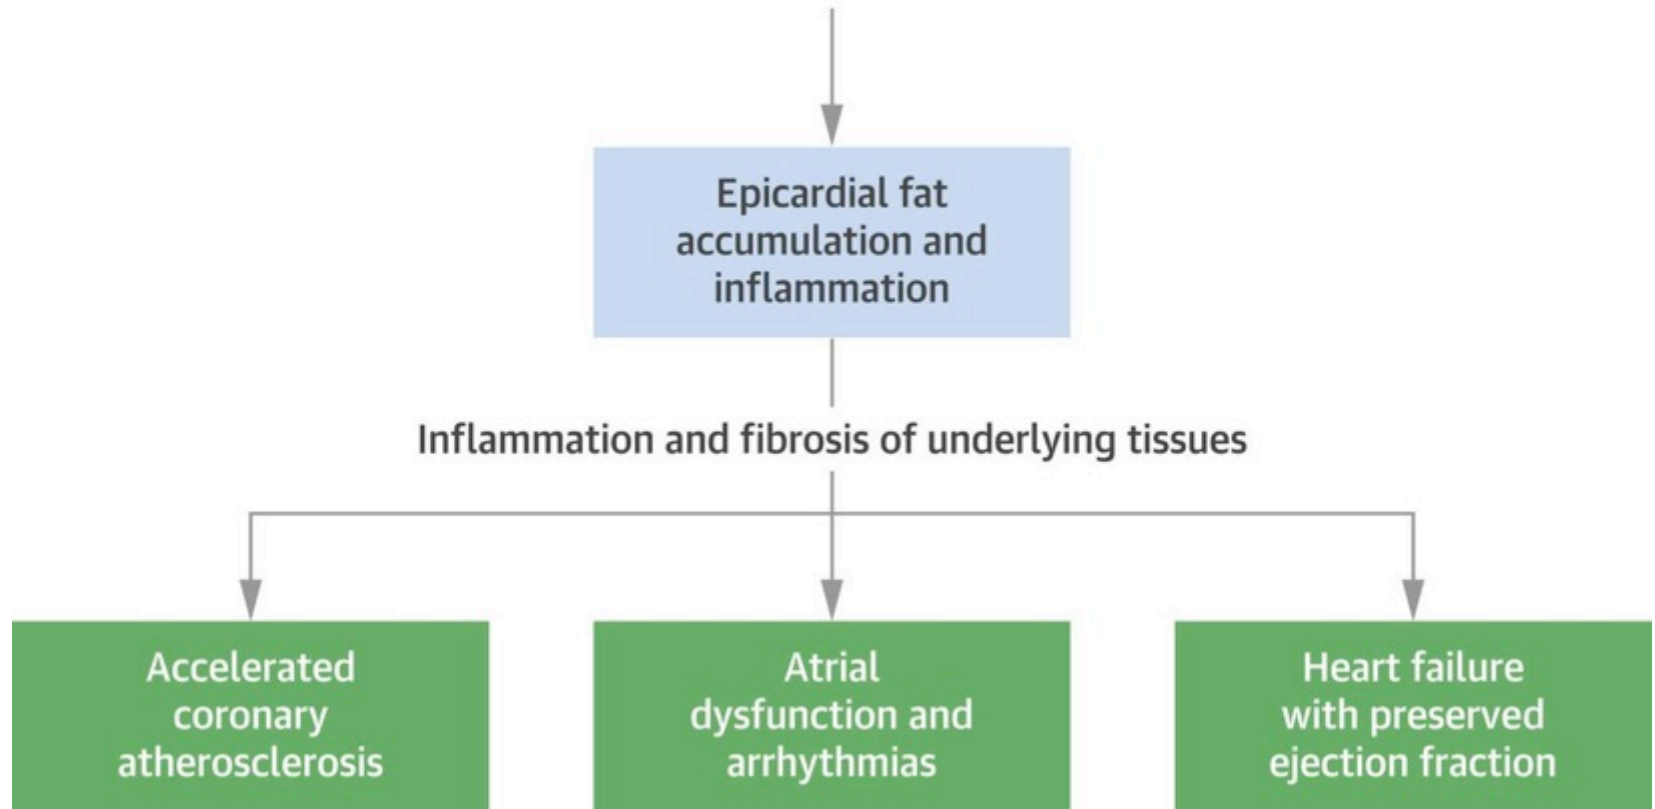 Epicardial fat
accumulation and
inflammation
Inflammation and fibrosis of underlying tissues
Accelerated
coronary
atherosclerosis
Atrial
dysfunction and
arrhythmias
Heart failure
with preserved
ejection fraction